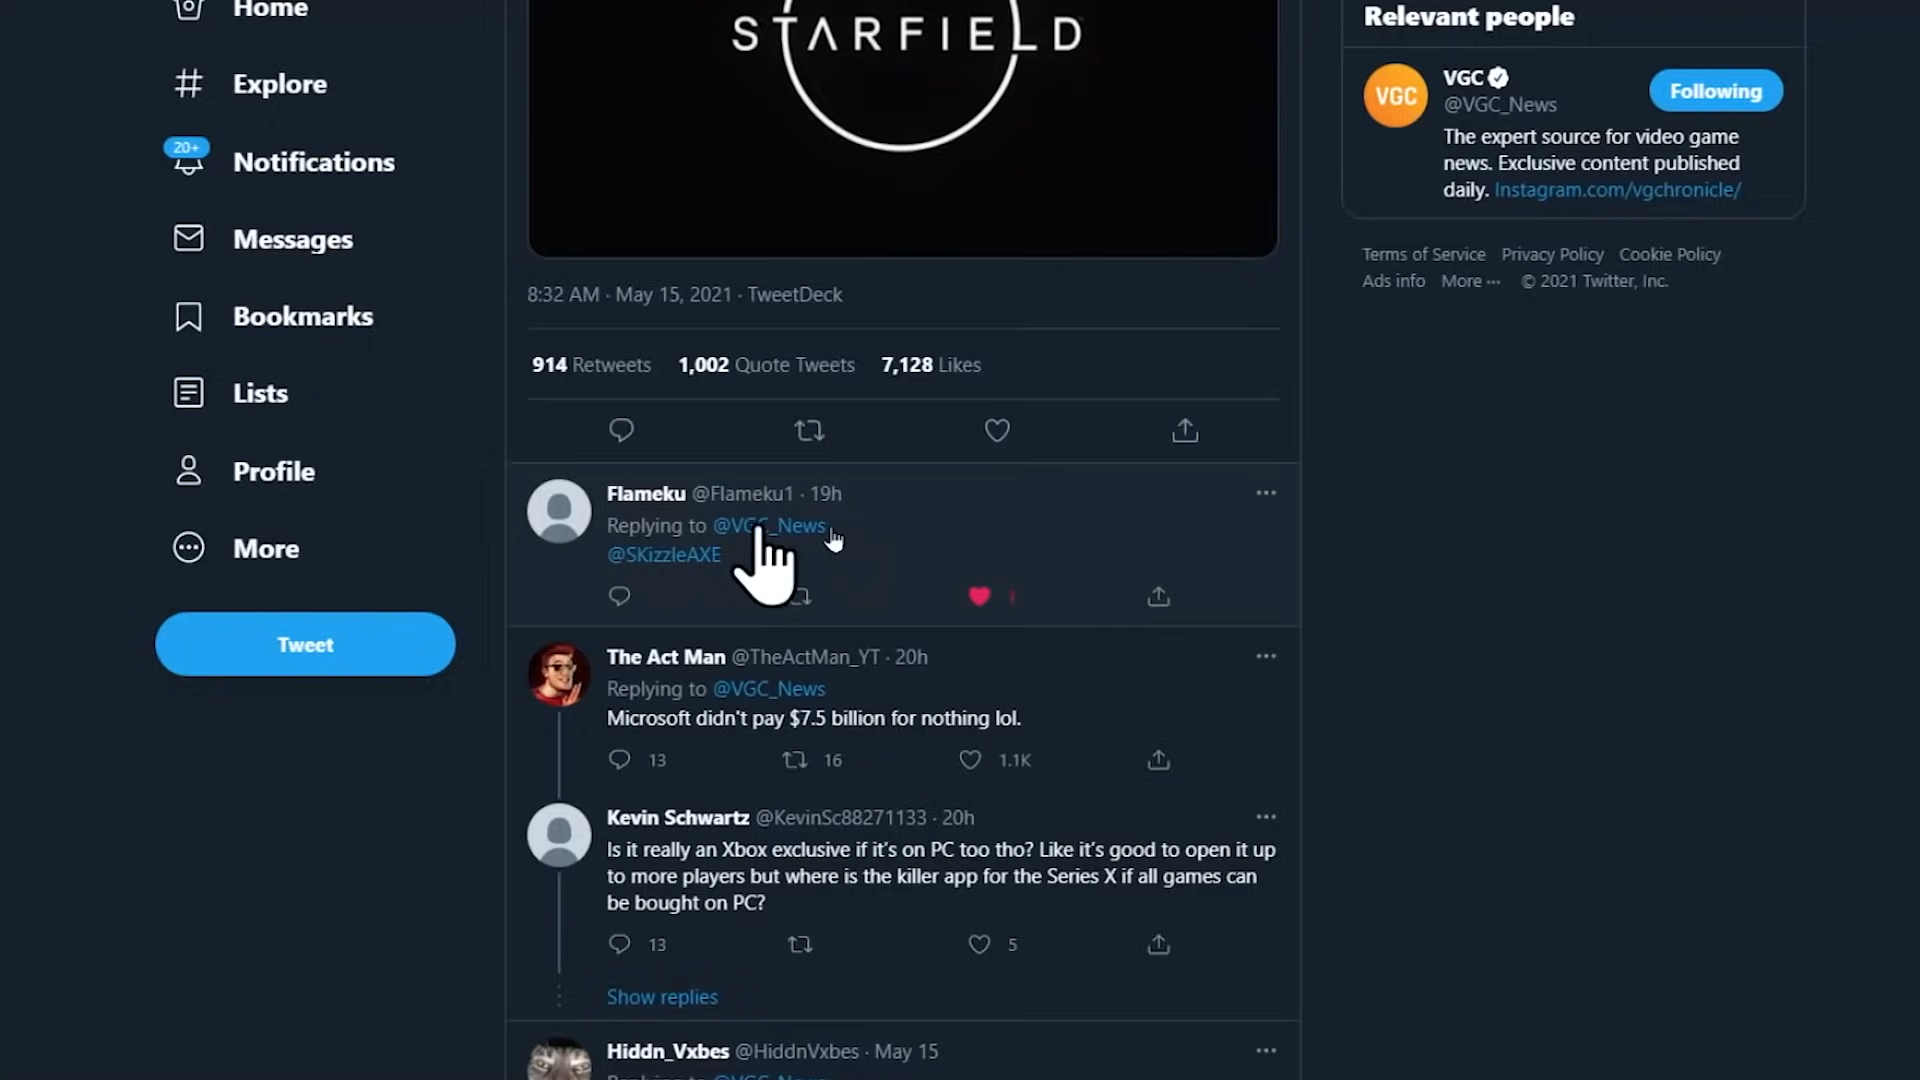 Home
Explore
20+
Notifications
Messages
Bookmarks
Lists
Profile
More
Tweet
STARFIELD
8:32 AM · May 15, 2021 · TweetDeck
914 Retweets 1,002 Quote Tweets 7,128 Likes
Flameku @Flameku1 · 19h
Replying to @VGC_News
@SKizzleAXE
The Act Man @TheActMan_YT · 20h
Replying to @VGC_News
Microsoft didn't pay $7.5 billion for nothing lol.
13 16 1.1K
Kevin Schwartz @KevinSc88271133 · 20h
Is it really an Xbox exclusive if it's on PC too tho? Like it's good to open it up
to more players but where is the killer app for the Series X if all games can
be bought on PC?
13 5
Show replies
Hiddn_Vxbes @HiddnVxbes · May 15
Replying to @VGC_News
Relevant people
VGC
VGC
@VGC_News
Following
The expert source for video game
news. Exclusive content published
daily. Instagram.com/vgchronicle/
Terms of Service Privacy Policy Cookie Policy
Ads info More ··· © 2021 Twitter, Inc.